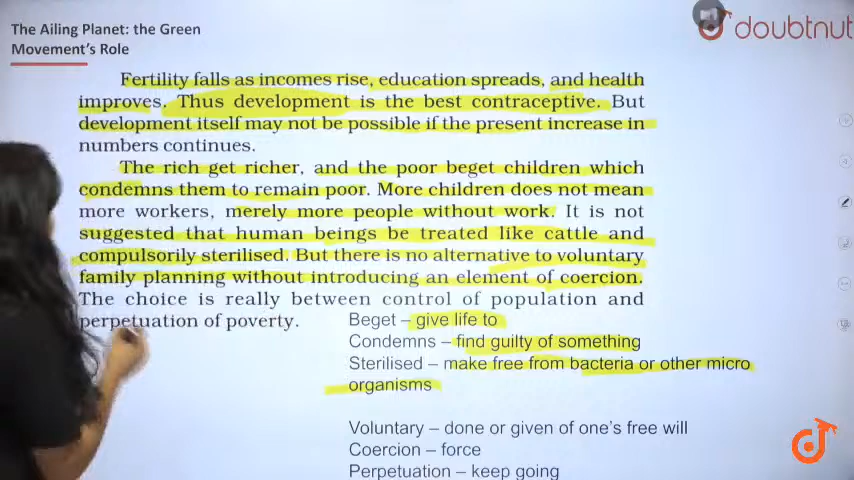 The Ailing Planet: the Green
Movement's Role
doubtnut
Fertility falls as incomes rise, education spreads, and health
improves. Thus development is the best contraceptive. But
development itself may not be possible if the present increase in
numbers continues.
The rich get richer, and the poor beget children which
condemns them to remain poor. More children does not mean
more workers, merely more people without work. It is not
suggested that human beings be treated like cattle and
compulsorily sterilised. But there is no alternative to voluntary
family planning without introducing an element of coercion.
The choice is really between control of population and
perpetuation of poverty.
Beget – give life to
Condemns – find guilty of something
Sterilised – make free from bacteria or other micro
organisms
Voluntary – done or given of one's free will
Coercion – force
Perpetuation – keep going